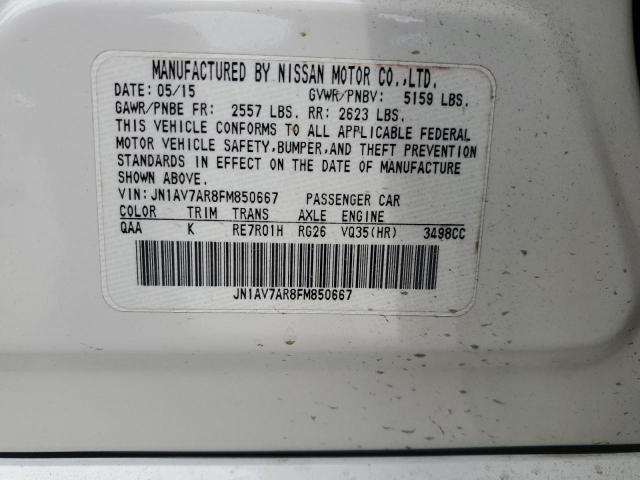 MANUFACTURED BY NISSAN MOTOR CO.,LTD.
DATE: 05/15 GVWR/PNBV: 5159 LBS.
GAWR/PNBE FR: 2557 LBS. RR: 2623 LBS.
THIS VEHICLE CONFORMS TO ALL APPLICABLE FEDERAL
MOTOR VEHICLE SAFETY, BUMPER, AND THEFT PREVENTION
STANDARDS IN EFFECT ON THE DATE OF MANUFACTURE
SHOWN ABOVE.
VIN: JN1AV7AR8FM850667 PASSENGER CAR
COLOR TRIM TRANS AXLE ENGINE
QAA K RE7R01H RG26 VQ35(HR) 3498CC
JN1AV7AR8FM850667